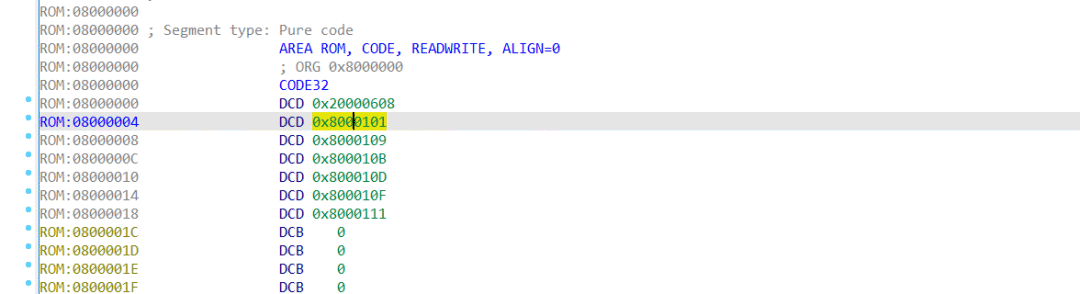 ROM:08000000
ROM:08000000 ; Segment type: Pure code
ROM:08000000 AREA ROM, CODE, READWRITE, ALIGN=0
ROM:08000000 ; ORG 0x8000000
ROM:08000000 CODE32
ROM:08000000 DCD 0x20000608
ROM:08000004 DCD 0x8000101
ROM:08000008 DCD 0x8000109
ROM:0800000C DCD 0x800010B
ROM:08000010 DCD 0x800010D
ROM:08000014 DCD 0x800010F
ROM:08000018 DCD 0x8000111
ROM:0800001C DCB 0
ROM:0800001D DCB 0
ROM:0800001E DCB 0
ROM:0800001F DCB 0